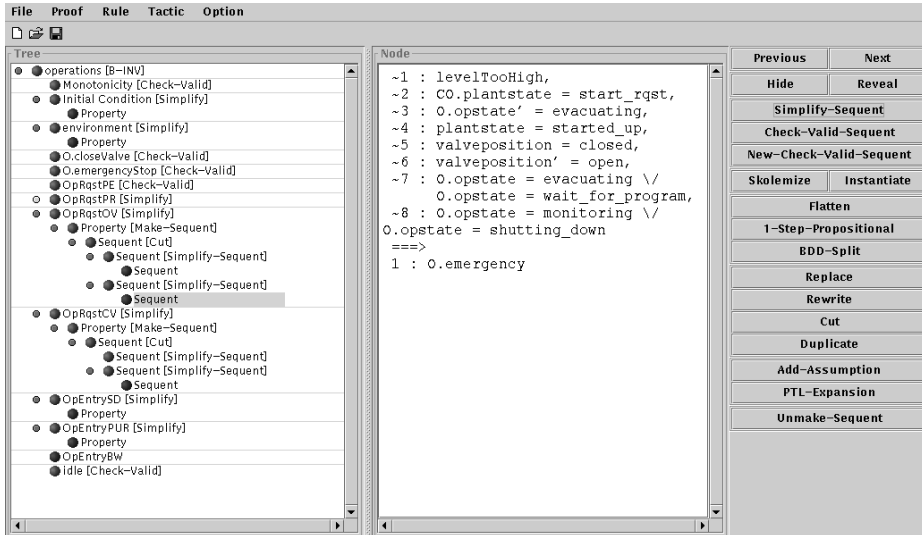 File Proof Rule Tactic Option
Tree
operations [B-INV]
Monotonicity [Check-Valid]
Initial Condition [Simplify]
Property
environment [Simplify]
Property
O.closeValve [Check-Valid]
O.emergencyStop [Check-Valid]
OpRqstPE [Check-Valid]
OpRqstPR [Simplify]
OpRqstOV [Simplify]
Property [Make-Sequent]
Sequent [Cut]
Sequent [Simplify-Sequent]
Sequent
Sequent [Simplify-Sequent]
Sequent
OpRqstCV [Simplify]
Property [Make-Sequent]
Sequent [Cut]
Sequent [Simplify-Sequent]
Sequent [Simplify-Sequent]
Sequent
OpEntrySD [Simplify]
Property
OpEntryPUR [Simplify]
Property
OpEntryBW
idle [Check-Valid]
Node
~1 : levelTooHigh,
~2 : CO.plantstate = start_rqst,
~3 : O.opstate' = evacuating,
~4 : plantstate = started_up,
~5 : valveposition = closed,
~6 : valveposition' = open,
~7 : O.opstate = evacuating \/
O.opstate = wait_for_program,
~8 : O.opstate = monitoring \/
O.opstate = shutting_down
===>
1 : O.emergency
Previous Next
Hide Reveal
Simplify-Sequent
Check-Valid-Sequent
New-Check-Valid-Sequent
Skolemize Instantiate
Flatten
1-Step-Propositional
BDD-Split
Replace
Rewrite
Cut
Duplicate
Add-Assumption
PTL-Expansion
Unmake-Sequent